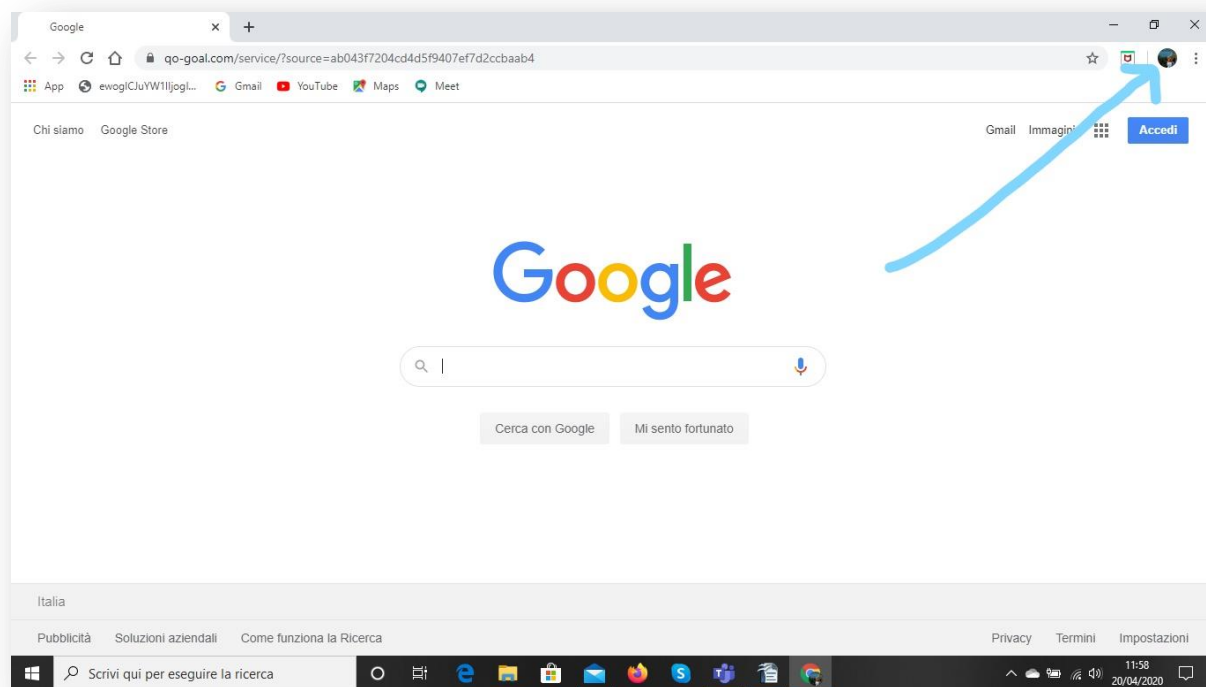 Google
qo-goal.com/service/?source=ab043f7204cd4d5f9407ef7d2ccbaab4
App ewogICJuYW1lIjogI... Gmail YouTube Maps Meet
Chi siamo Google Store Gmail Immagini Accedi
Google
Cerca con Google Mi sento fortunato
Italia
Pubblicità Soluzioni aziendali Come funziona la Ricerca Privacy Termini Impostazioni
Scrivi qui per eseguire la ricerca 11:58
20/04/2020